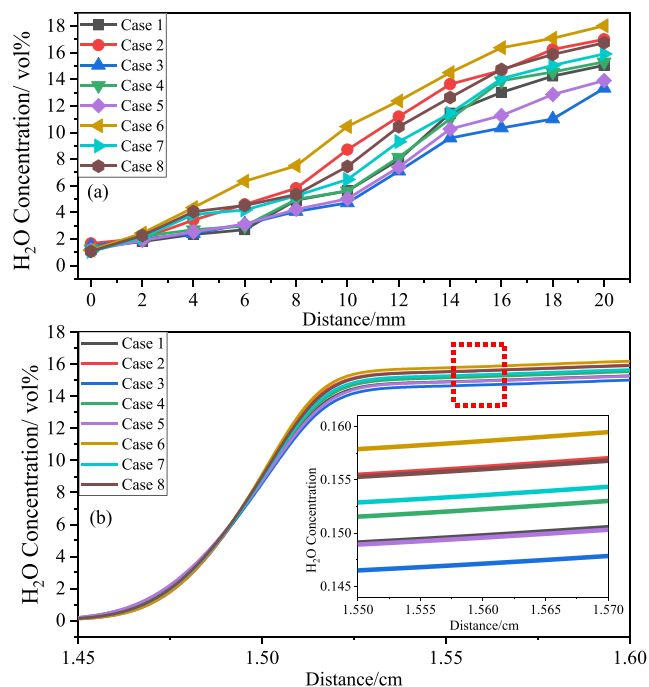 18
16
14
12
10
8
6
4
2
0
H2O Concentration/ vol%
Case 1
Case 2
Case 3
Case 4
Case 5
Case 6
Case 7
Case 8
(a)
0 2 4 6 8 10 12 14 16 18 20
Distance/mm
18
16
14
12
10
8
6
4
2
0
H2O Concentration/ vol%
Case 1
Case 2
Case 3
Case 4
Case 5
Case 6
Case 7
Case 8
(b)
0.160
0.155
0.150
0.145
H2O Concentration
1.550 1.555 1.560 1.565 1.570
Distance/cm
1.45 1.50 1.55 1.60
Distance/cm